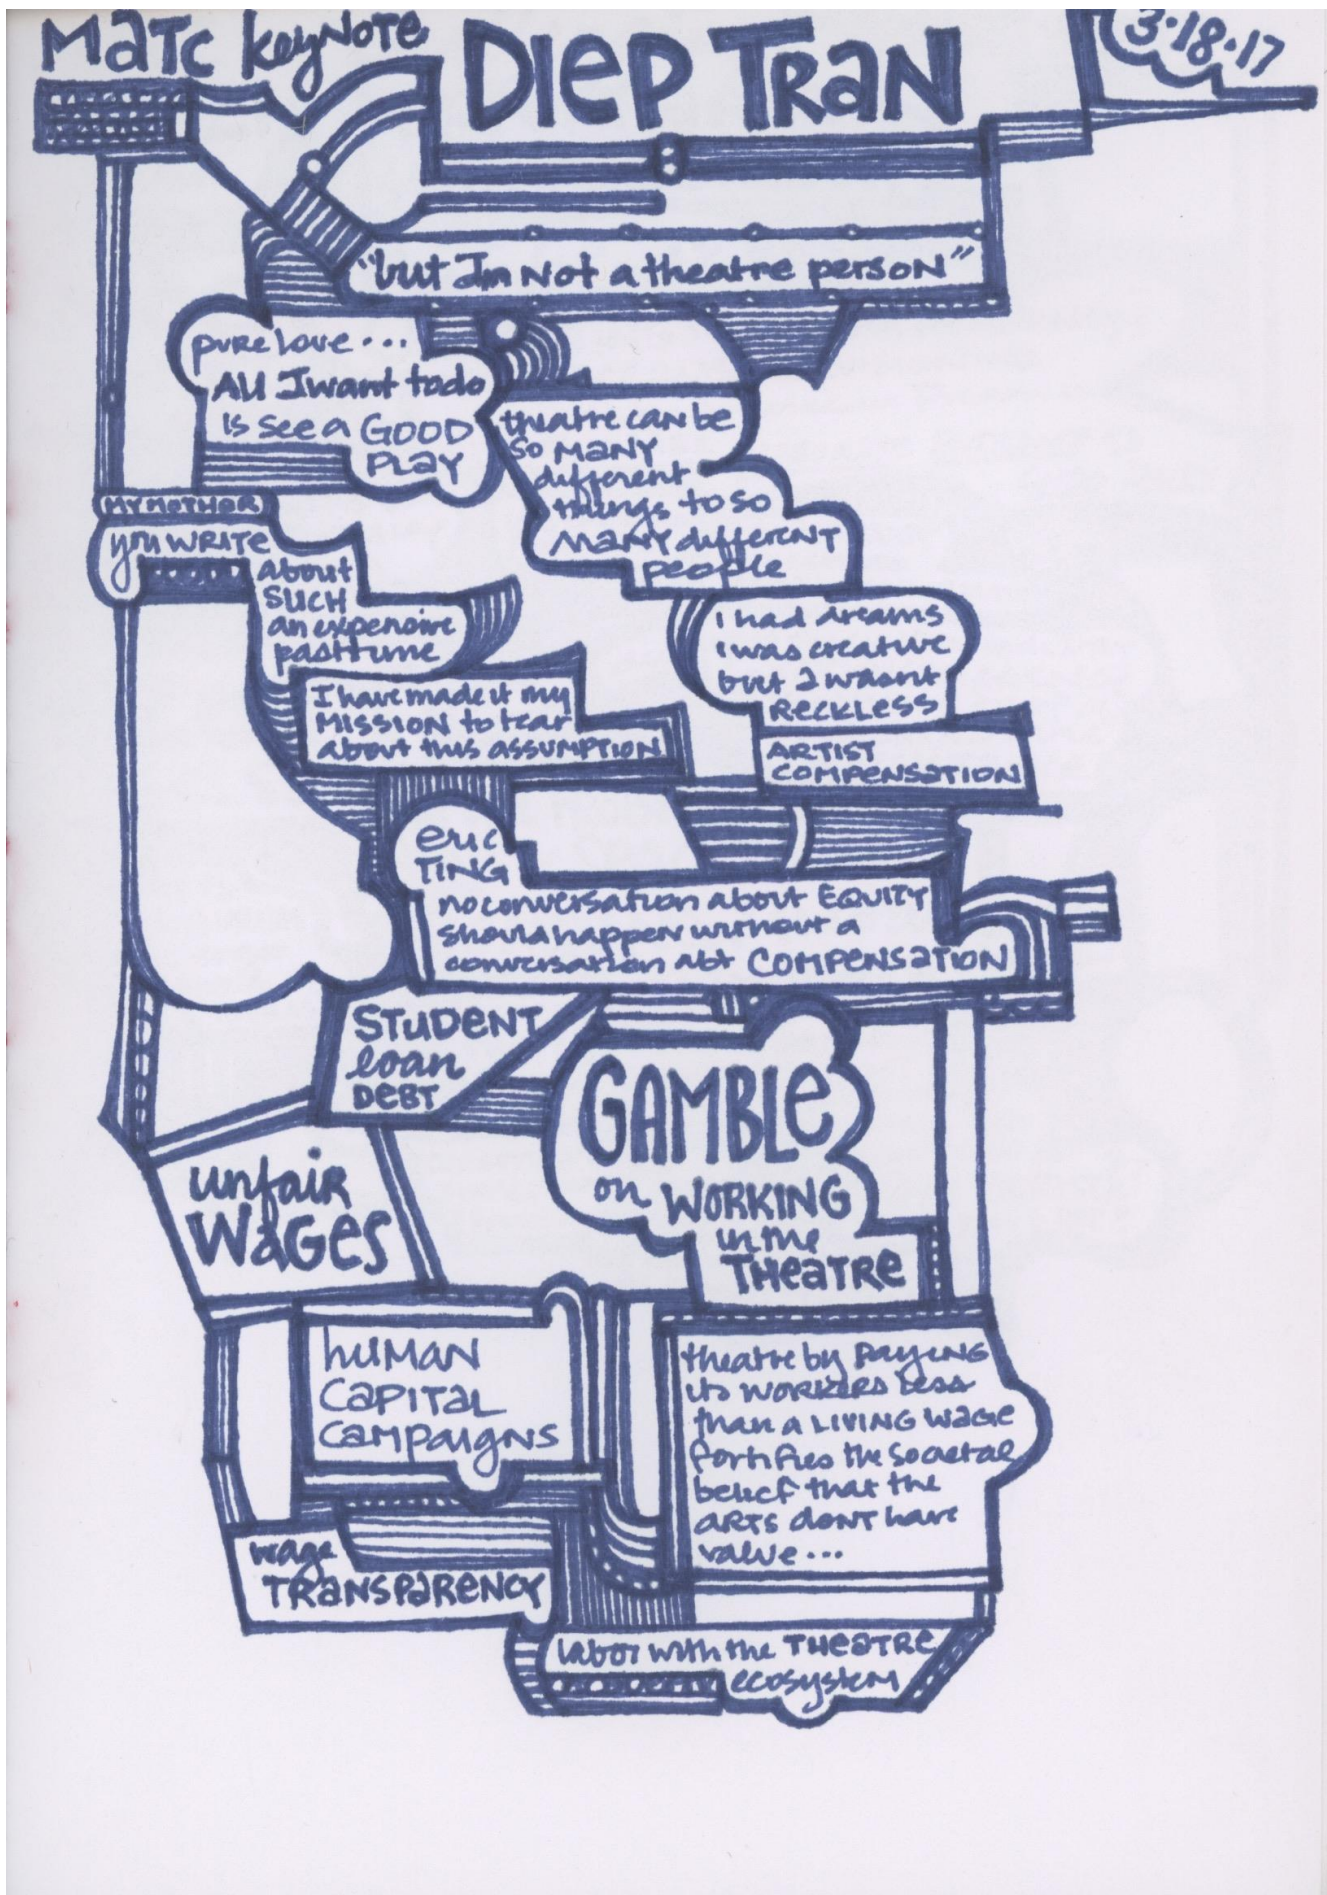 MATC keyNOTE
DIEP TRAN
3·18·17
"but Im NOT a theatre person"
pure love...
All I want to do
is see a GOOD
PLAY
theatre can be
SO MANY
different
things to so
MANY different
people
MY MOTHER
you WRITE
about
SUCH
an expensive
pasttime
I had dreams
I was creative
but I wasnt
RECKLESS
I have made it my
MISSION to tear
about this ASSUMPTION
ARTIST
COMPENSATION
eric
TING
no conversation about EQUITY
should happen without a
conversation abt COMPENSATION
STUDENT
loan
DEBT
GAMBLE
on WORKING
in the
THEATRE
unfair
WAGES
hUMAN
CAPITAL
CAMPAIGNS
theatre by PAYING
its WORKERS less
than a LIVING WAGE
fortifies the societal
belief that the
ARTS dONT have
value...
wage
TRANSPARENCY
labor with the THEATRE
ecosystem